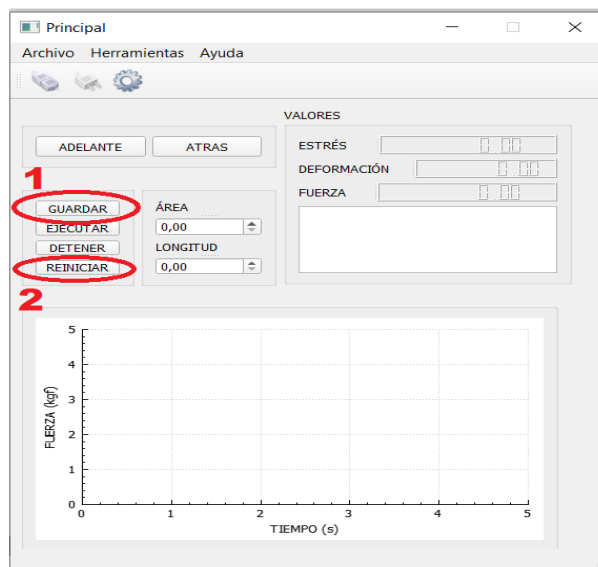 Principal
Archivo Herramientas Ayuda
VALORES
ADELANTE ATRAS
ESTRÉS 0.00
DEFORMACIÓN 0.00
FUERZA 0.00
1
GUARDAR
EJECUTAR
DETENER
REINICIAR
2
ÁREA
0,00
LONGITUD
0,00
FUERZA (kgf)
5
4
3
2
1
0
0 1 2 3 4 5
TIEMPO (s)